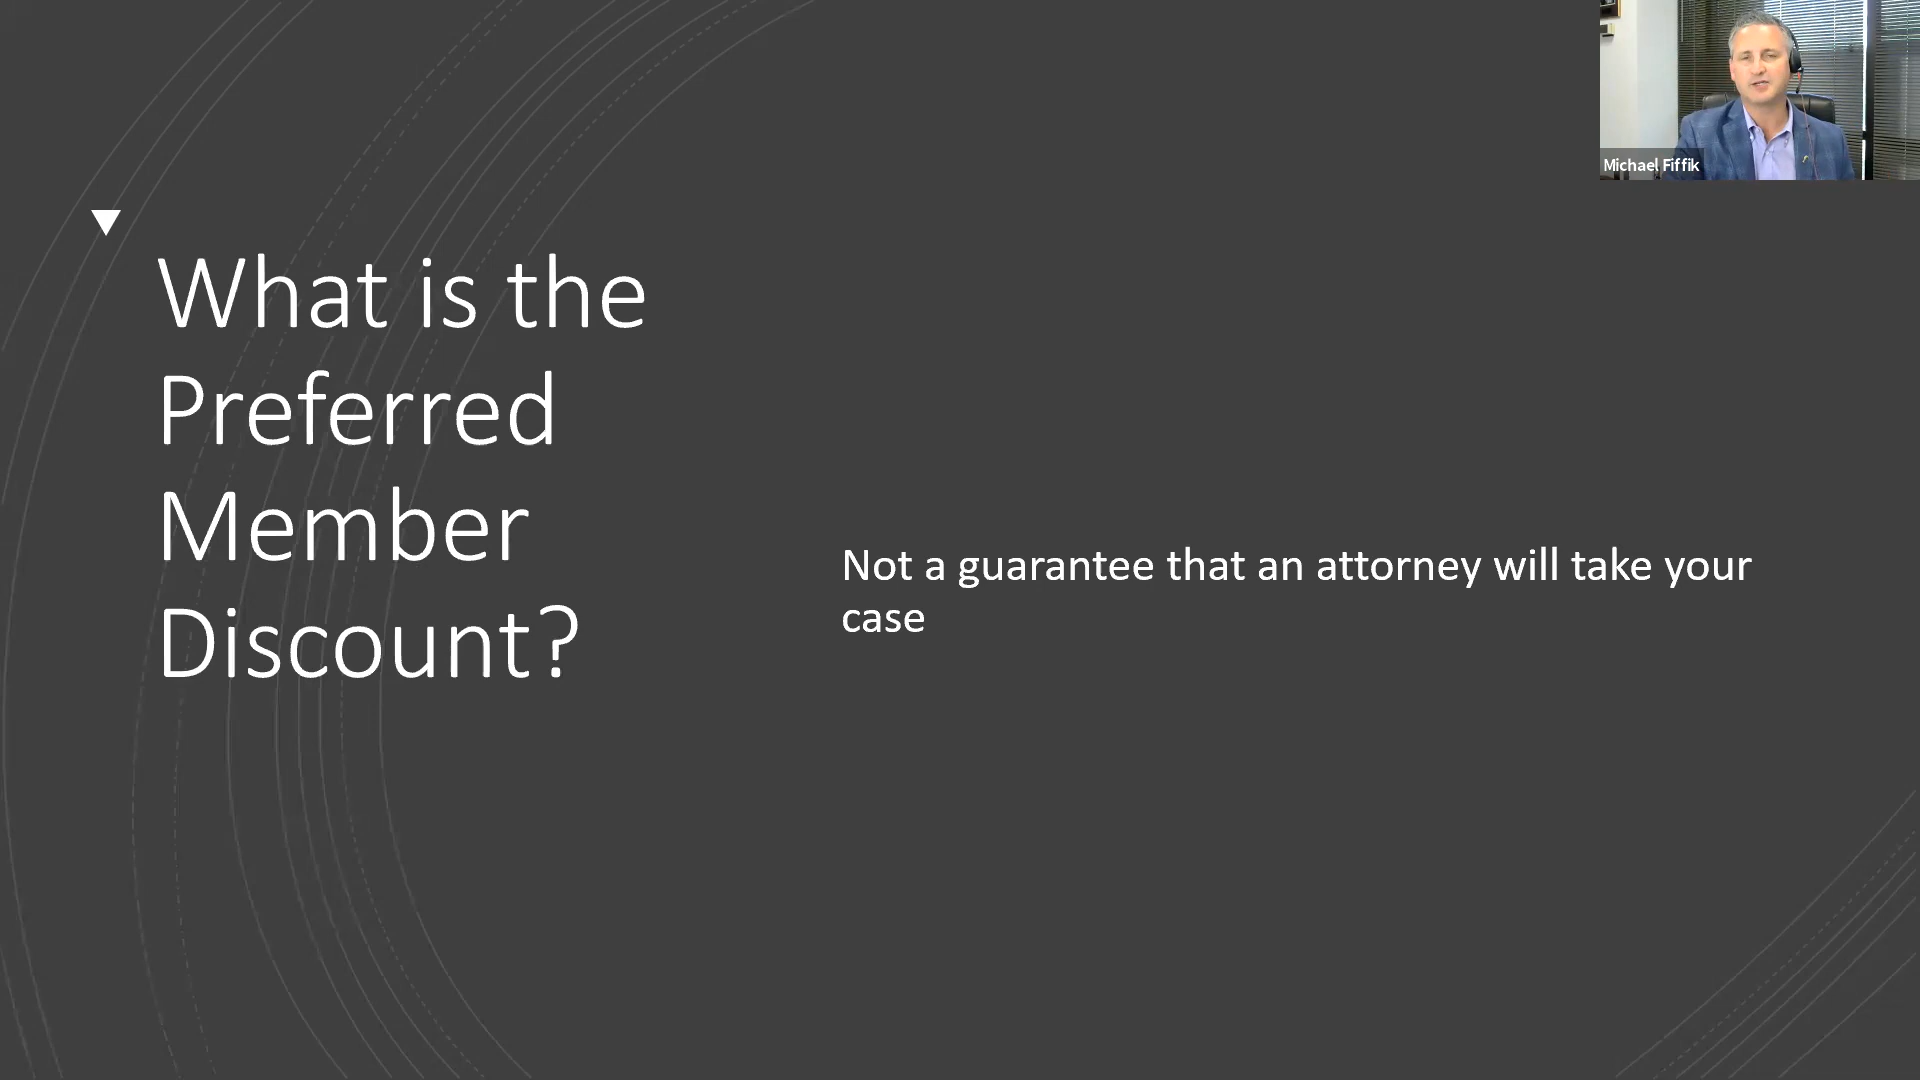 What is the
Preferred
Member
Discount?
Not a guarantee that an attorney will take your
case
Michael Fiffik